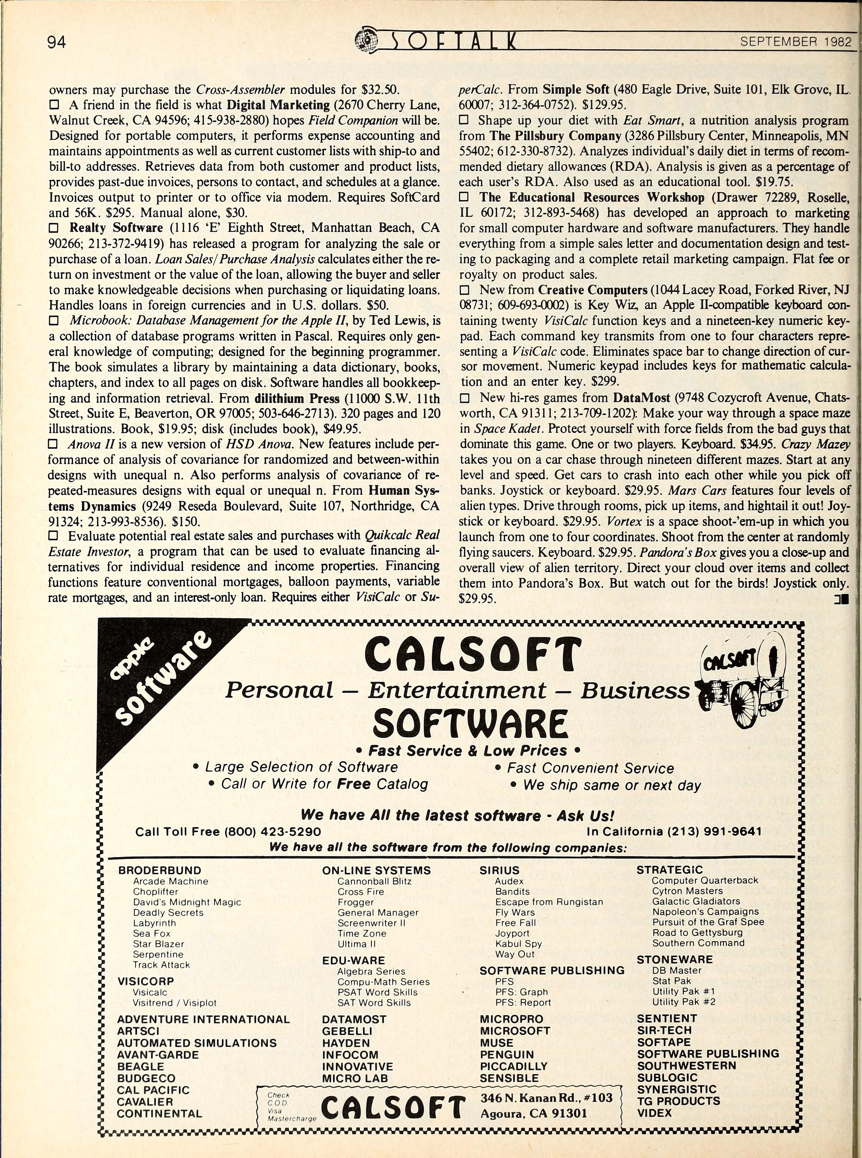 94
SOFTALK
SEPTEMBER 1982
owners may purchase the Cross-Assembler modules for $32.50.
□ A friend in the field is what Digital Marketing (2670 Cherry Lane,
Walnut Creek, CA 94596; 415-938-2880) hopes Field Companion will be.
Designed for portable computers, it performs expense accounting and
maintains appointments as well as current customer lists with ship-to and
bill-to addresses. Retrieves data from both customer and product lists,
provides past-due invoices, persons to contact, and schedules at a glance.
Invoices output to printer or to office via modem. Requires SoftCard
and 56K. $295. Manual alone, $30.
□ Realty Software (1116 'E' Eighth Street, Manhattan Beach, CA
90266; 213-372-9419) has released a program for analyzing the sale or
purchase of a loan. Loan Sales/Purchase Analysis calculates either the re-
turn on investment or the value of the loan, allowing the buyer and seller
to make knowledgeable decisions when purchasing or liquidating loans.
Handles loans in foreign currencies and in U.S. dollars. $50.
□ Microbook: Database Management for the Apple II, by Ted Lewis, is
a collection of database programs written in Pascal. Requires only gen-
eral knowledge of computing; designed for the beginning programmer.
The book simulates a library by maintaining a data dictionary, books,
chapters, and index to all pages on disk. Software handles all bookkeep-
ing and information retrieval. From dilithium Press (11000 S.W. 11th
Street, Suite E, Beaverton, OR 97005; 503-646-2713). 320 pages and 120
illustrations. Book, $19.95; disk (includes book), $49.95.
□ Anova II is a new version of HSD Anova. New features include per-
formance of analysis of covariance for randomized and between-within
designs with unequal n. Also performs analysis of covariance of re-
peated-measures designs with equal or unequal n. From Human Sys-
tems Dynamics (9249 Reseda Boulevard, Suite 107, Northridge, CA
91324; 213-993-8536). $150.
□ Evaluate potential real estate sales and purchases with Quikcalc Real
Estate Investor, a program that can be used to evaluate financing al-
ternatives for individual residence and income properties. Financing
functions feature conventional mortgages, balloon payments, variable
rate mortgages, and an interest-only loan. Requires either VisiCalc or Su-
perCalc. From Simple Soft (480 Eagle Drive, Suite 101, Elk Grove, IL
60007; 312-364-0752). $129.95.
□ Shape up your diet with Eat Smart, a nutrition analysis program
from The Pillsbury Company (3286 Pillsbury Center, Minneapolis, MN
55402; 612-330-8732). Analyzes individual's daily diet in terms of recom-
mended dietary allowances (RDA). Analysis is given as a percentage of
each user's RDA. Also used as an educational tool. $19.75.
□ The Educational Resources Workshop (Drawer 72289, Roselle,
IL 60172; 312-893-5468) has developed an approach to marketing
for small computer hardware and software manufacturers. They handle
everything from a simple sales letter and documentation design and test-
ing to packaging and a complete retail marketing campaign. Flat fee or
royalty on product sales.
□ New from Creative Computers (1044 Lacey Road, Forked River, NJ
08731; 609-693-0002) is Key Wiz, an Apple II-compatible keyboard con-
taining twenty VisiCalc function keys and a nineteen-key numeric key-
pad. Each command key transmits from one to four characters repre-
senting a VisiCalc code. Eliminates space bar to change direction of cur-
sor movement. Numeric keypad includes keys for mathematic calcula-
tion and an enter key. $299.
□ New hi-res games from DataMost (9748 Cozycroft Avenue, Chats-
worth, CA 91311; 213-709-1202): Make your way through a space maze
in Space Kadet. Protect yourself with force fields from the bad guys that
dominate this game. One or two players. Keyboard. $34.95. Crazy Mazey
takes you on a car chase through nineteen different mazes. Start at any
level and speed. Get cars to crash into each other while you pick off
banks. Joystick or keyboard. $29.95. Mars Cars features four levels of
alien types. Drive through rooms, pick up items, and hightail it out! Joy-
stick or keyboard. $29.95. Vortex is a space shoot-'em-up in which you
launch from one to four coordinates. Shoot from the center at randomly
flying saucers. Keyboard. $29.95. Pandora's Box gives you a close-up and
overall view of alien territory. Direct your cloud over items and collect
them into Pandora's Box. But watch out for the birds! Joystick only.
$29.95.
apple
software
CALSOFT
CALSOFT
Personal – Entertainment – Business
SOFTWARE
• Fast Service & Low Prices •
• Large Selection of Software
• Fast Convenient Service
• Call or Write for Free Catalog
• We ship same or next day
We have All the latest software - Ask Us!
Call Toll Free (800) 423-5290
In California (213) 991-9641
We have all the software from the following companies:
BRODERBUND
Arcade Machine
Choplifter
David's Midnight Magic
Deadly Secrets
Labyrinth
Sea Fox
Star Blazer
Serpentine
Track Attack
VISICORP
Visicalc
Visitrend / Visiplot
ADVENTURE INTERNATIONAL
ARTSCI
AUTOMATED SIMULATIONS
AVANT-GARDE
BEAGLE
BUDGECO
CAL PACIFIC
CAVALIER
CONTINENTAL
ON-LINE SYSTEMS
Cannonball Blitz
Cross Fire
Frogger
General Manager
Screenwriter II
Time Zone
Ultima II
EDU-WARE
Algebra Series
Compu-Math Series
PSAT Word Skills
SAT Word Skills
DATAMOST
GEBELLI
HAYDEN
INFOCOM
INNOVATIVE
MICRO LAB
SIRIUS
Audex
Bandits
Escape from Rungistan
Fly Wars
Free Fall
Joyport
Kabul Spy
Way Out
SOFTWARE PUBLISHING
PFS
PFS: Graph
PFS: Report
MICROPRO
MICROSOFT
MUSE
PENGUIN
PICCADILLY
SENSIBLE
STRATEGIC
Computer Quarterback
Cytron Masters
Galactic Gladiators
Napoleon's Campaigns
Pursuit of the Graf Spee
Road to Gettysburg
Southern Command
STONEWARE
DB Master
Stat Pak
Utility Pak #1
Utility Pak #2
SENTIENT
SIR-TECH
SOFTAPE
SOFTWARE PUBLISHING
SOUTHWESTERN
SUBLOGIC
SYNERGISTIC
TG PRODUCTS
VIDEX
Check
C.O.D.
Visa
Mastercharge
CALSOFT
346 N. Kanan Rd., #103
Agoura, CA 91301